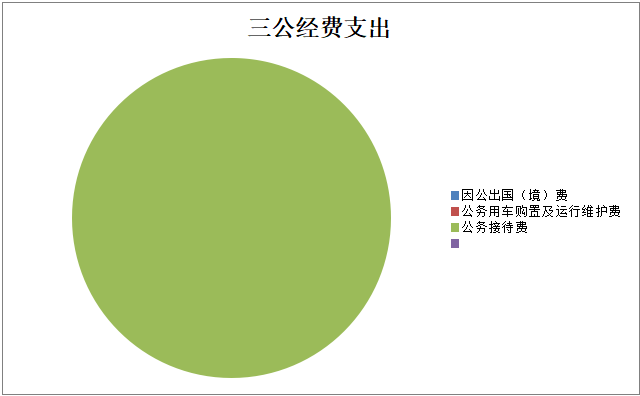 三公经费支出
因公出国（境）费
公务用车购置及运行维护费
公务接待费